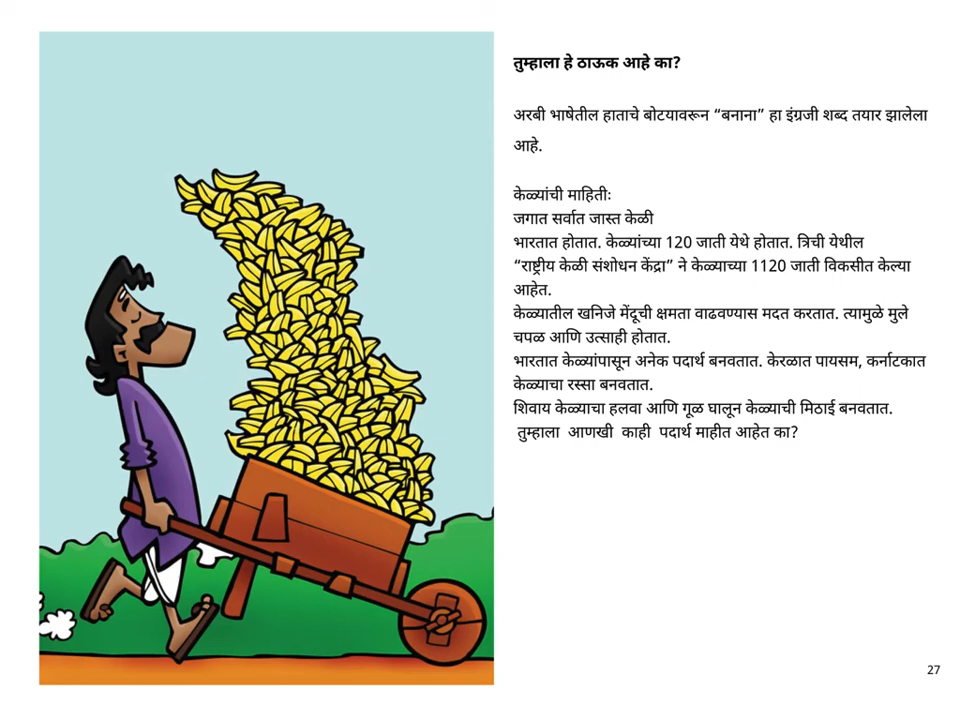 तुम्हाला हे ठाऊक आहे का?
अरबी भाषेतील हाताचे बोटयावरून “बनाना” हा इंग्रजी शब्द तयार झालेला
आहे.
केळ्यांची माहितीः
जगात सर्वात जास्त केळी
भारतात होतात. केळ्यांच्या 120 जाती येथे होतात. त्रिची येथील
“राष्ट्रीय केळी संशोधन केंद्रा” ने केळ्याच्या 1120 जाती विकसीत केल्या
आहेत.
केळ्यातील खनिजे मेंदूची क्षमता वाढवण्यास मदत करतात. त्यामुळे मुले
चपळ आणि उत्साही होतात.
भारतात केळ्यांपासून अनेक पदार्थ बनवतात. केरळात पायसम, कर्नाटकात
केळ्याचा रस्सा बनवतात.
शिवाय केळ्याचा हलवा आणि गूळ घालून केळ्याची मिठाई बनवतात.
तुम्हाला आणखी काही पदार्थ माहीत आहेत का?
27